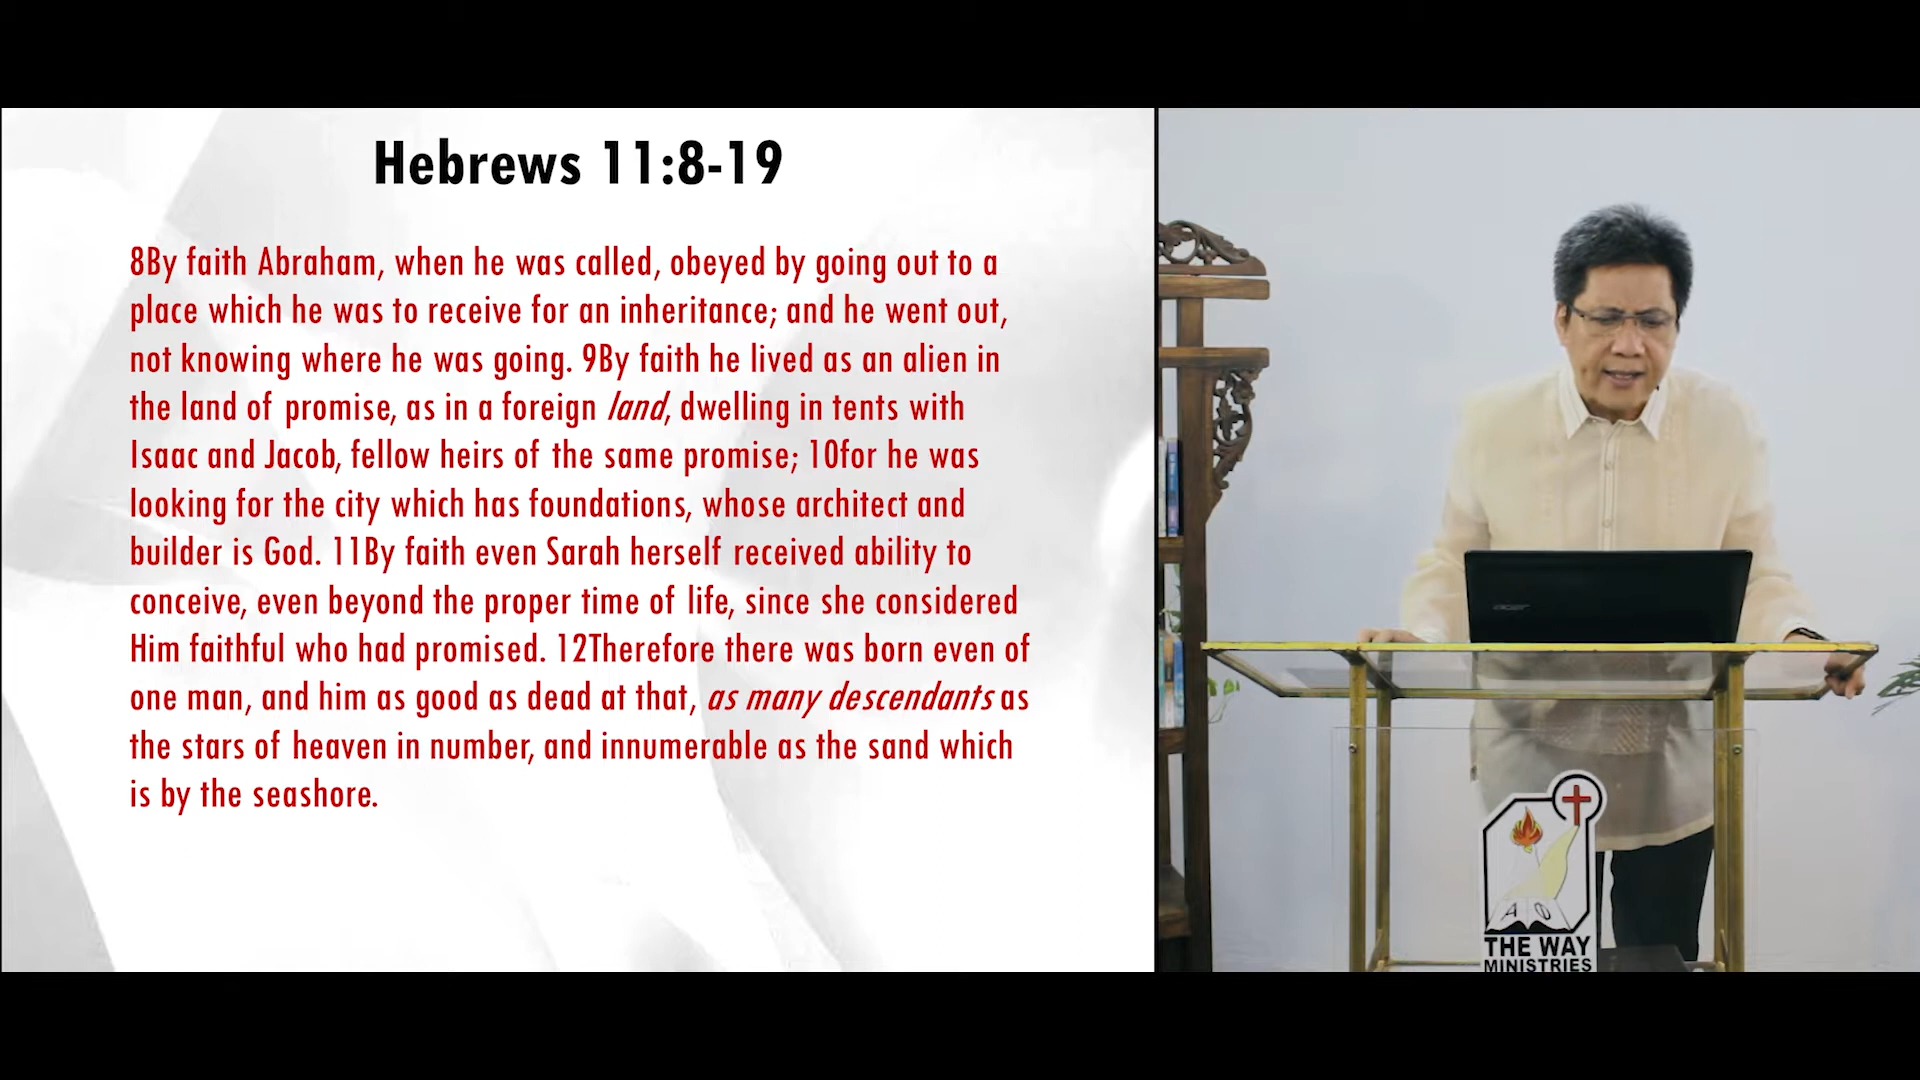 Hebrews 11:8-19
8By faith Abraham, when he was called, obeyed by going out to a
place which he was to receive for an inheritance; and he went out,
not knowing where he was going. 9By faith he lived as an alien in
the land of promise, as in a foreign land, dwelling in tents with
Isaac and Jacob, fellow heirs of the same promise; 10for he was
looking for the city which has foundations, whose architect and
builder is God. 11By faith even Sarah herself received ability to
conceive, even beyond the proper time of life, since she considered
Him faithful who had promised. 12Therefore there was born even of
one man, and him as good as dead at that, as many descendants as
the stars of heaven in number, and innumerable as the sand which
is by the seashore.
acer
THE WAY
MINISTRIES